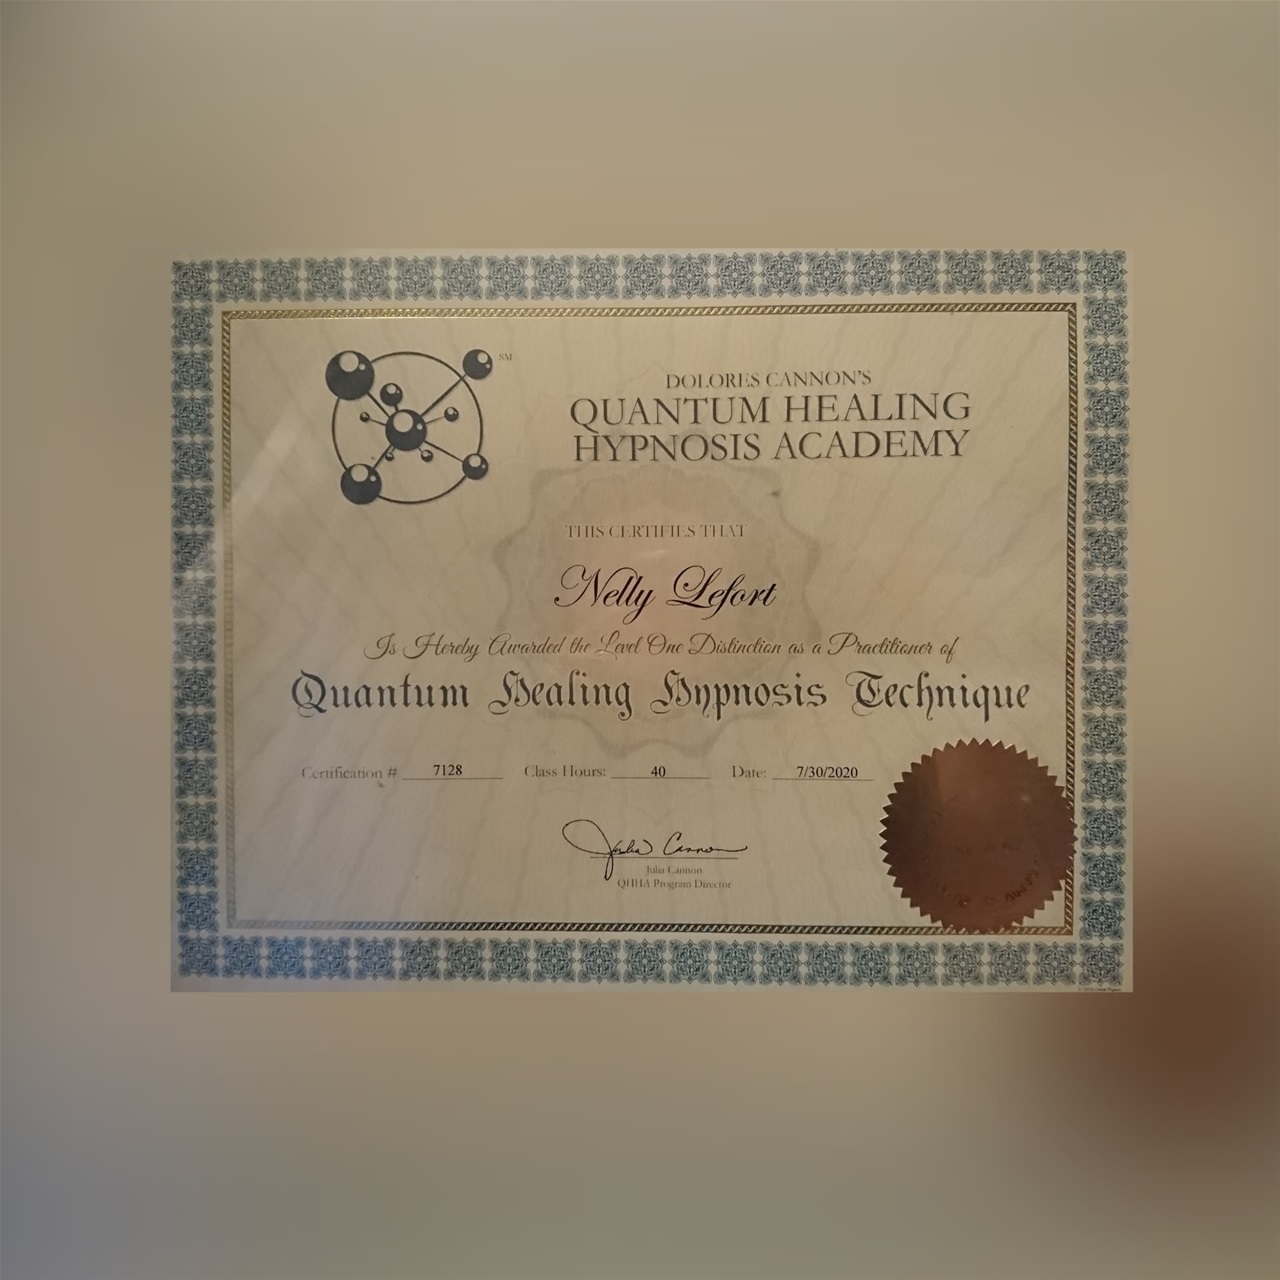 SM
DOLORES CANNON'S
QUANTUM HEALING
HYPNOSIS ACADEMY
THIS CERTIFIES THAT
Nelly Lefort
Is Hereby Awarded the Level One Distinction as a Practitioner of
Quantum Healing Hypnosis Technique
Certification # 7128 Class Hours: 40 Date: 7/30/2020
Julia Cannon
Julia Cannon
QHHA Program Director